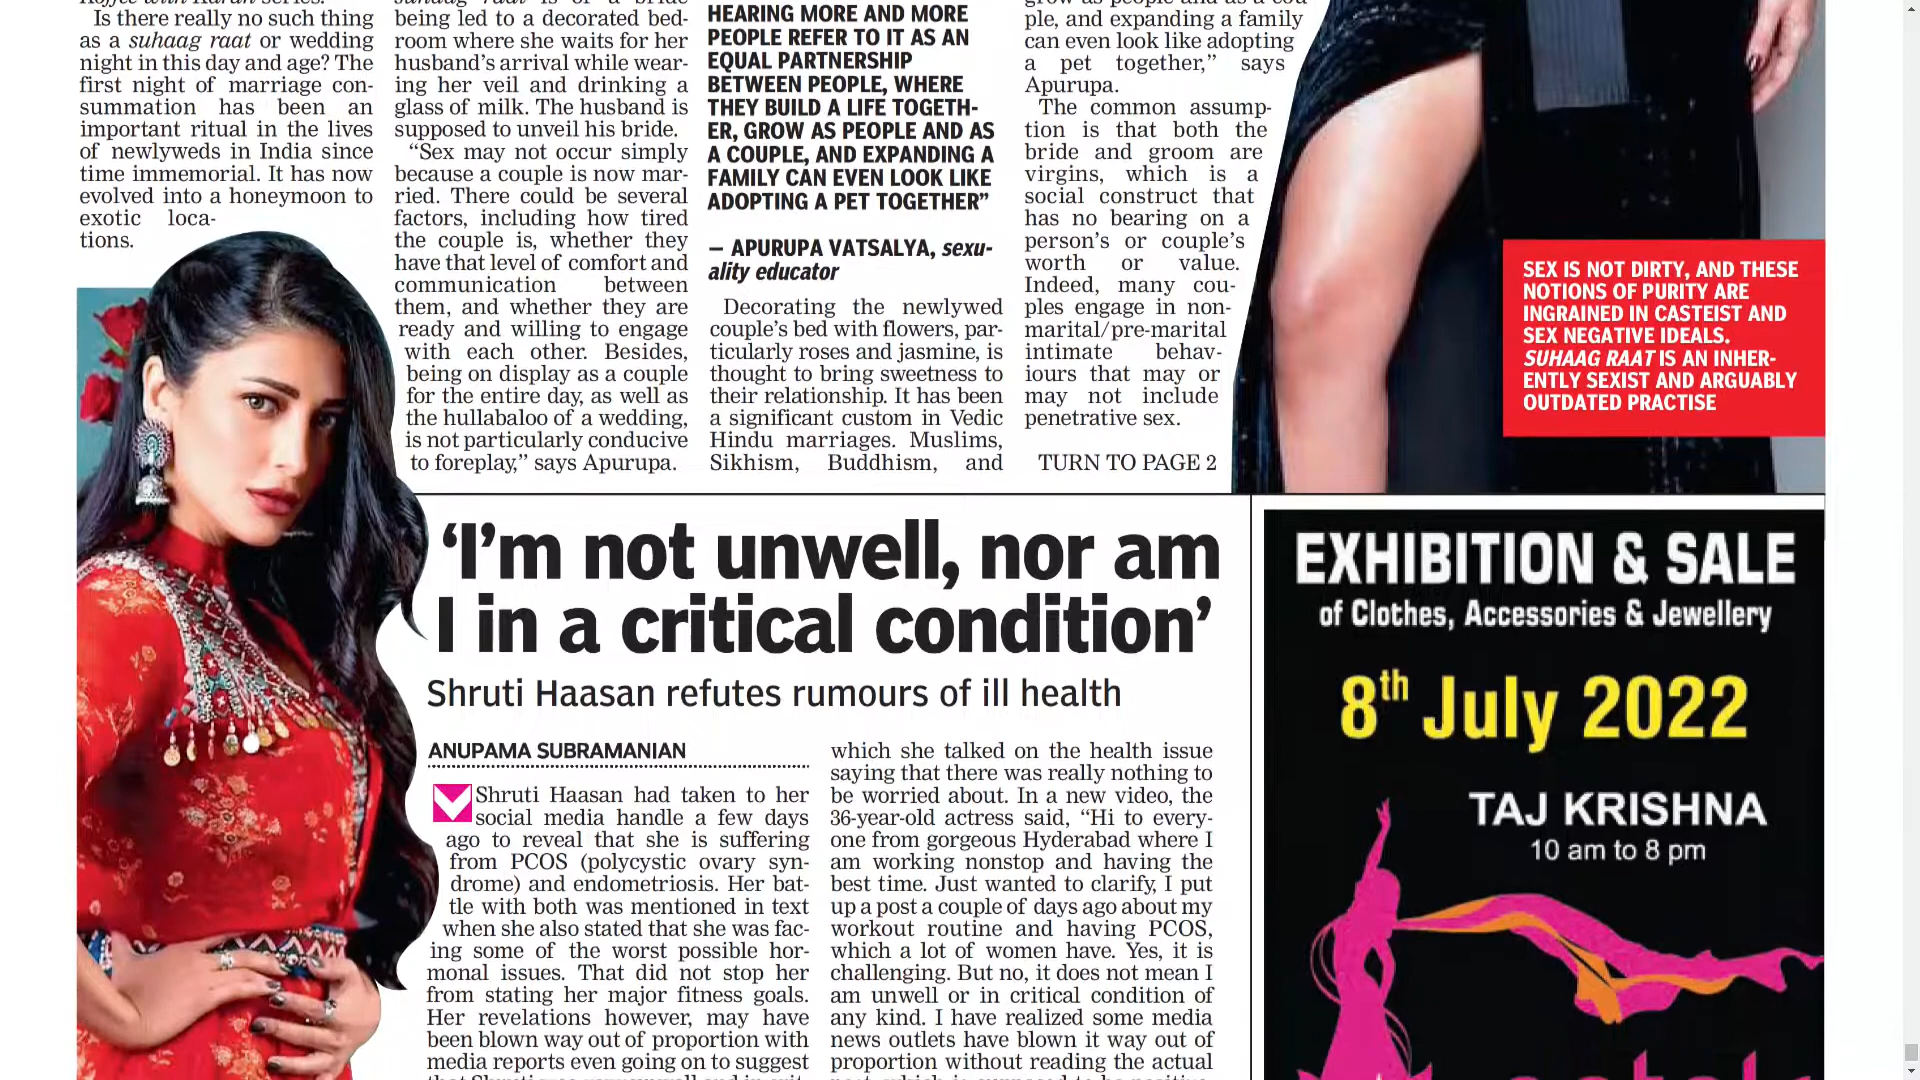 Koffee with Karan series.
Is there really no such thing
as a suhaag raat or wedding
night in this day and age? The
first night of marriage con-
summation has been an
important ritual in the lives
of newlyweds in India since
time immemorial. It has now
evolved into a honeymoon to
exotic loca-
tions.
suhaag raat is of a bride
being led to a decorated bed-
room where she waits for her
husband's arrival while wear-
ing her veil and drinking a
glass of milk. The husband is
supposed to unveil his bride.
“Sex may not occur simply
because a couple is now mar-
ried. There could be several
factors, including how tired
the couple is, whether they
have that level of comfort and
communication between
them, and whether they are
ready and willing to engage
with each other. Besides,
being on display as a couple
for the entire day, as well as
the hullabaloo of a wedding,
is not particularly conducive
to foreplay,” says Apurupa.
HEARING MORE AND MORE
PEOPLE REFER TO IT AS AN
EQUAL PARTNERSHIP
BETWEEN PEOPLE, WHERE
THEY BUILD A LIFE TOGETH-
ER, GROW AS PEOPLE AND AS
A COUPLE, AND EXPANDING A
FAMILY CAN EVEN LOOK LIKE
ADOPTING A PET TOGETHER”
— APURUPA VATSALYA, sexu-
ality educator
Decorating the newlywed
couple's bed with flowers, par-
ticularly roses and jasmine, is
thought to bring sweetness to
their relationship. It has been
a significant custom in Vedic
Hindu marriages. Muslims,
Sikhism, Buddhism, and
grow as people and as a cou-
ple, and expanding a family
can even look like adopting
a pet together,” says
Apurupa.
The common assump-
tion is that both the
bride and groom are
virgins, which is a
social construct that
has no bearing on a
person's or couple's
worth or value.
Indeed, many cou-
ples engage in non-
marital/pre-marital
intimate behav-
iours that may or
may not include
penetrative sex.
TURN TO PAGE 2
SEX IS NOT DIRTY, AND THESE
NOTIONS OF PURITY ARE
INGRAINED IN CASTEIST AND
SEX NEGATIVE IDEALS.
SUHAAG RAAT IS AN INHER-
ENTLY SEXIST AND ARGUABLY
OUTDATED PRACTISE
‘I'm not unwell, nor am
I in a critical condition’
Shruti Haasan refutes rumours of ill health
ANUPAMA SUBRAMANIAN
Shruti Haasan had taken to her
social media handle a few days
ago to reveal that she is suffering
from PCOS (polycystic ovary syn-
drome) and endometriosis. Her bat-
tle with both was mentioned in text
when she also stated that she was fac-
ing some of the worst possible hor-
monal issues. That did not stop her
from stating her major fitness goals.
Her revelations however, may have
been blown way out of proportion with
media reports even going on to suggest
which she talked on the health issue
saying that there was really nothing to
be worried about. In a new video, the
36-year-old actress said, “Hi to every-
one from gorgeous Hyderabad where I
am working nonstop and having the
best time. Just wanted to clarify, I put
up a post a couple of days ago about my
workout routine and having PCOS,
which a lot of women have. Yes, it is
challenging. But no, it does not mean I
am unwell or in critical condition of
any kind. I have realized some media
news outlets have blown it way out of
proportion without reading the actual
EXHIBITION & SALE
of Clothes, Accessories & Jewellery
8th July 2022
TAJ KRISHNA
10 am to 8 pm